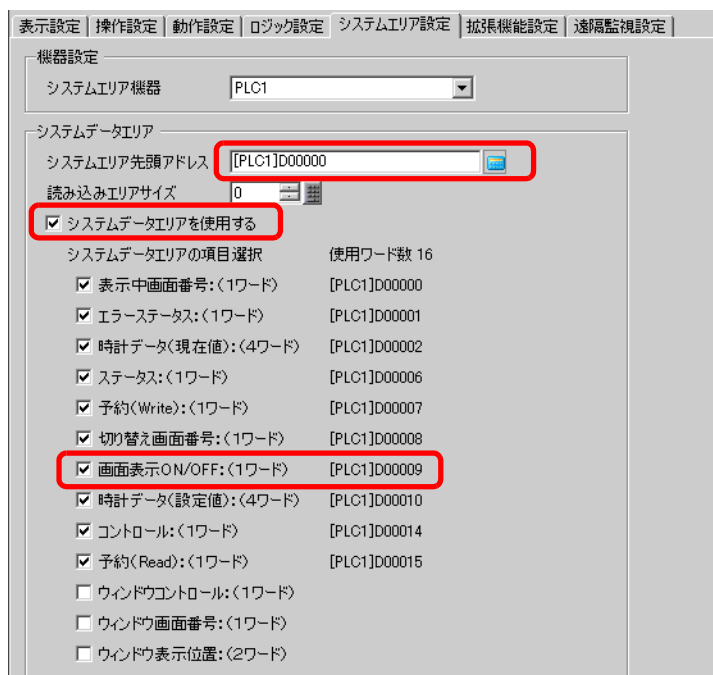 表示設定 操作設定 動作設定 ロジック設定 システムエリア設定 拡張機能設定 遠隔監視設定
機器設定
システムエリア機器 PLC1
システムデータエリア
システムエリア先頭アドレス [PLC1]D00000
読み込みエリアサイズ 0
システムデータエリアを使用する
システムデータエリアの項目選択 使用ワード数 16
表示中画面番号:(1ワード) [PLC1]D00000
エラーステータス:(1ワード) [PLC1]D00001
時計データ(現在値):(4ワード) [PLC1]D00002
ステータス:(1ワード) [PLC1]D00006
予約(Write):(1ワード) [PLC1]D00007
切り替え画面番号:(1ワード) [PLC1]D00008
画面表示ON/OFF:(1ワード) [PLC1]D00009
時計データ(設定値):(4ワード) [PLC1]D00010
コントロール:(1ワード) [PLC1]D00014
予約(Read):(1ワード) [PLC1]D00015
ウィンドウコントロール:(1ワード)
ウィンドウ画面番号:(1ワード)
ウィンドウ表示位置:(2ワード)